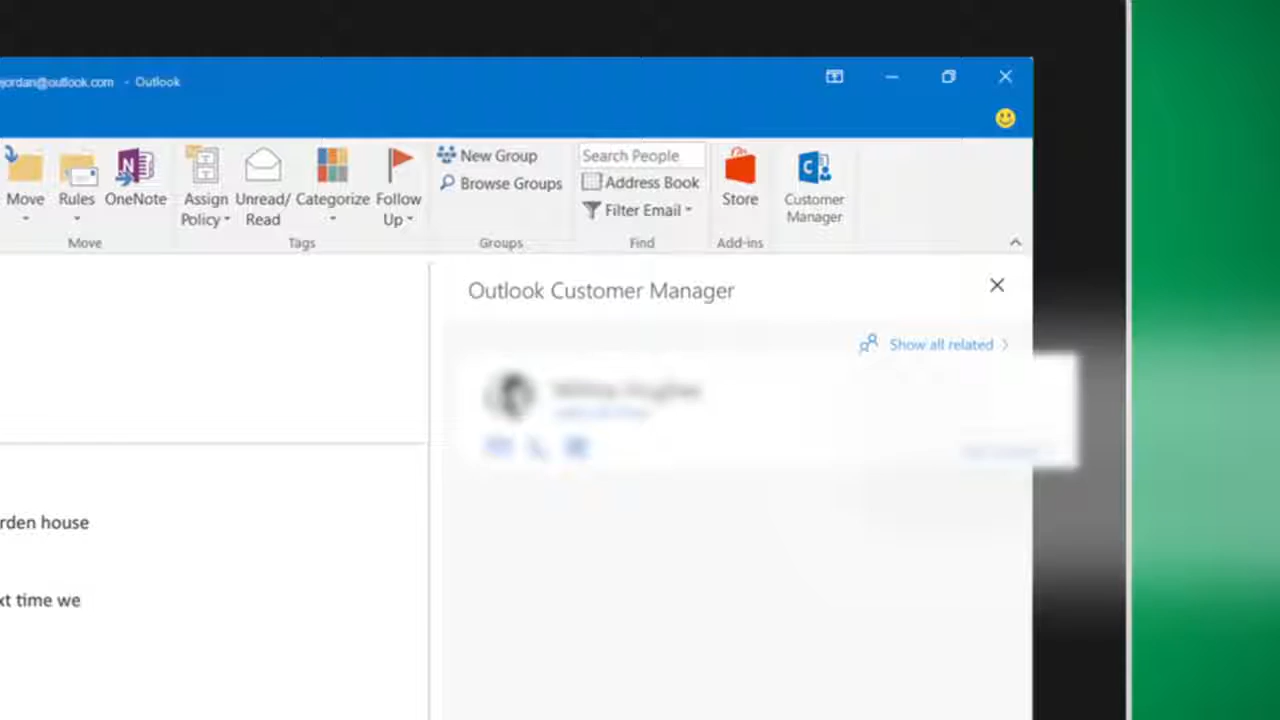 ejordan@outlook.com - Outlook
New Group
Search People
Browse Groups
Address Book
Move
Rules
OneNote
Assign Policy
Unread/ Read
Categorize
Follow Up
Filter Email
Store
Customer Manager
Move
Tags
Groups
Find
Add-ins
Outlook Customer Manager
Show all related
rden house
xt time we